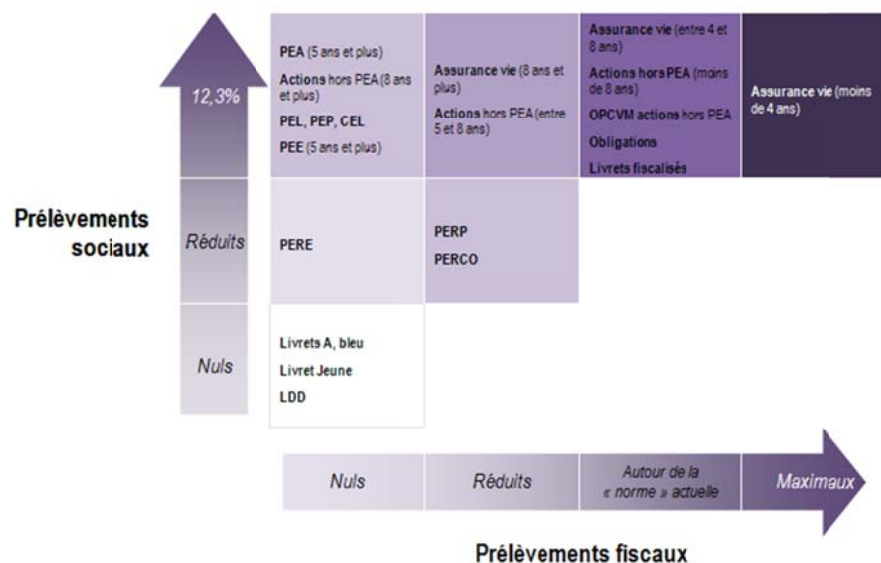 12,3%
PEA (5 ans et plus)
Actions hors PEA (8 ans
et plus)
PEL, PEP, CEL
PEE (5 ans et plus)
Assurance vie (8 ans et
plus)
Actions hors PEA (entre
5 et 8 ans)
Assurance vie (entre 4 et
8 ans)
Actions hors PEA (moins
de 8 ans)
OPCVM actions hors PEA
Obligations
Livrets fiscalisés
Assurance vie (moins
de 4 ans)
Prélèvements
sociaux
Réduits
PERE
PERP
PERCO
Nuls
Livrets A, bleu
Livret Jeune
LDD
Nuls
Réduits
Autour de la
« norme » actuelle
Maximaux
Prélèvements fiscaux